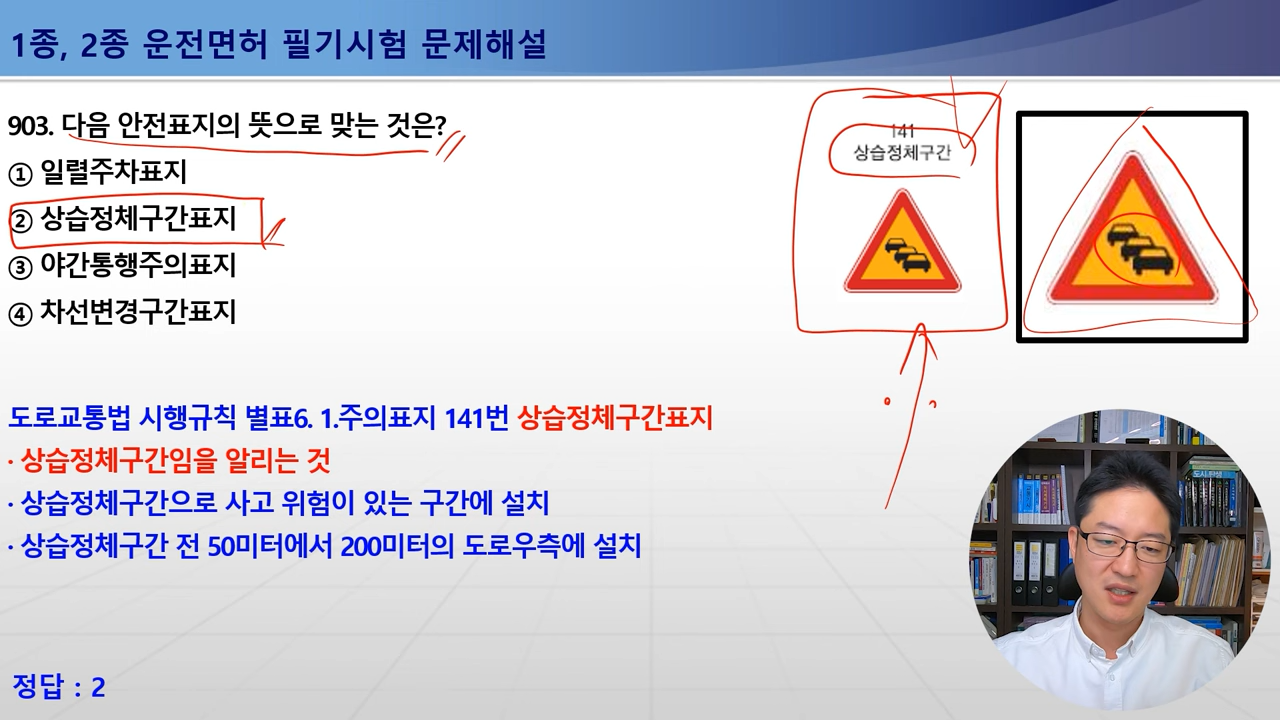 1종, 2종 운전면허 필기시험 문제해설
903. 다음 안전표지의 뜻으로 맞는 것은?
① 일렬주차표지
② 상습정체구간표지
③ 야간통행주의표지
④ 차선변경구간표지
141
상습정체구간
도로교통법 시행규칙 별표6. 1.주의표지 141번 상습정체구간표지
· 상습정체구간임을 알리는 것
· 상습정체구간으로 사고 위험이 있는 구간에 설치
· 상습정체구간 전 50미터에서 200미터의 도로우측에 설치
정답 : 2